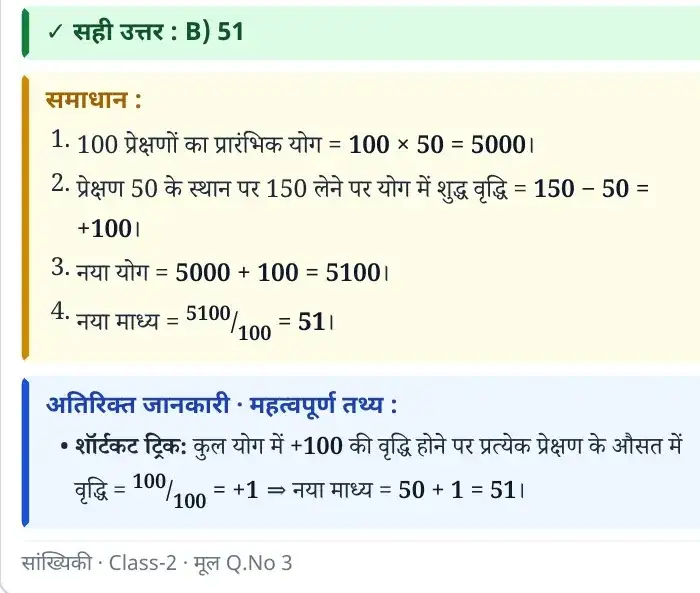 ✓ सही उत्तर : B) 51
समाधान :
1. 100 प्रेक्षणों का प्रारंभिक योग = 100 × 50 = 5000।
2. प्रेक्षण 50 के स्थान पर 150 लेने पर योग में शुद्ध वृद्धि = 150 − 50 =
+100।
3. नया योग = 5000 + 100 = 5100।
4. नया माध्य = 5100/100 = 51।
अतिरिक्त जानकारी · महत्वपूर्ण तथ्य :
• शॉर्टकट ट्रिक: कुल योग में +100 की वृद्धि होने पर प्रत्येक प्रेक्षण के औसत में
वृद्धि = 100/100 = +1 ⇒ नया माध्य = 50 + 1 = 51।
सांख्यिकी · Class-2 · मूल Q.No 3